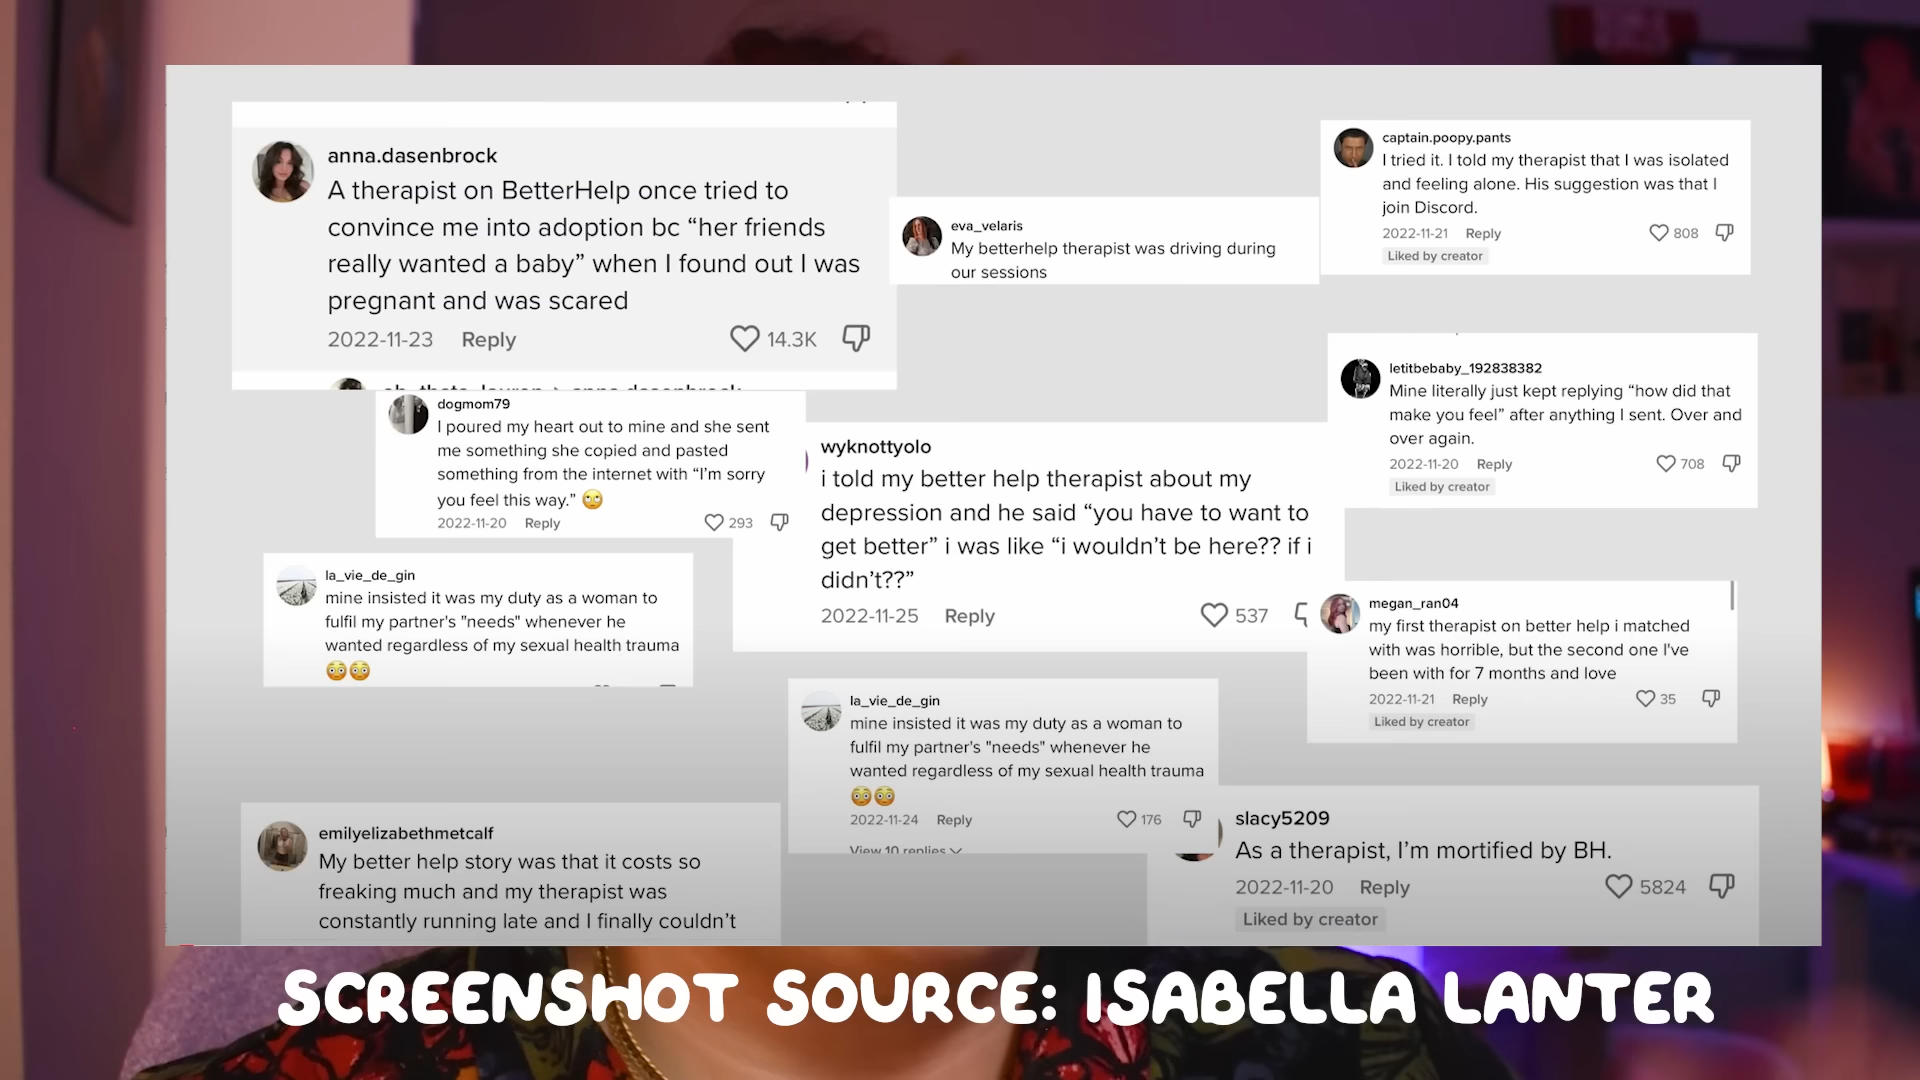 anna.dasenbrock
A therapist on BetterHelp once tried to
convince me into adoption bc “her friends
really wanted a baby” when I found out I was
pregnant and was scared
2022-11-23 Reply 14.3K
eva_velaris
My betterhelp therapist was driving during
our sessions
captain.poopy.pants
I tried it. I told my therapist that I was isolated
and feeling alone. His suggestion was that I
join Discord.
2022-11-21 Reply 808
Liked by creator
dogmom79
I poured my heart out to mine and she sent
me something she copied and pasted
something from the internet with “I’m sorry
you feel this way.” 🙄
2022-11-20 Reply 293
wyknottyolo
i told my better help therapist about my
depression and he said “you have to want to
get better” i was like “i wouldn’t be here?? if i
didn’t??”
2022-11-25 Reply 537
letitbebaby_192838382
Mine literally just kept replying “how did that
make you feel” after anything I sent. Over and
over again.
2022-11-20 Reply 708
Liked by creator
la_vie_de_gin
mine insisted it was my duty as a woman to
fulfil my partner's "needs" whenever he
wanted regardless of my sexual health trauma
😳😳
megan_ran04
my first therapist on better help i matched
with was horrible, but the second one I've
been with for 7 months and love
2022-11-21 Reply 35
Liked by creator
la_vie_de_gin
mine insisted it was my duty as a woman to
fulfil my partner's "needs" whenever he
wanted regardless of my sexual health trauma
😳😳
2022-11-24 Reply 176
View 10 replies
emilyelizabethmetcalf
My better help story was that it costs so
freaking much and my therapist was
constantly running late and I finally couldn’t
slacy5209
As a therapist, I’m mortified by BH.
2022-11-20 Reply 5824
Liked by creator
SCREENSHOT SOURCE: ISABELLA LANTER